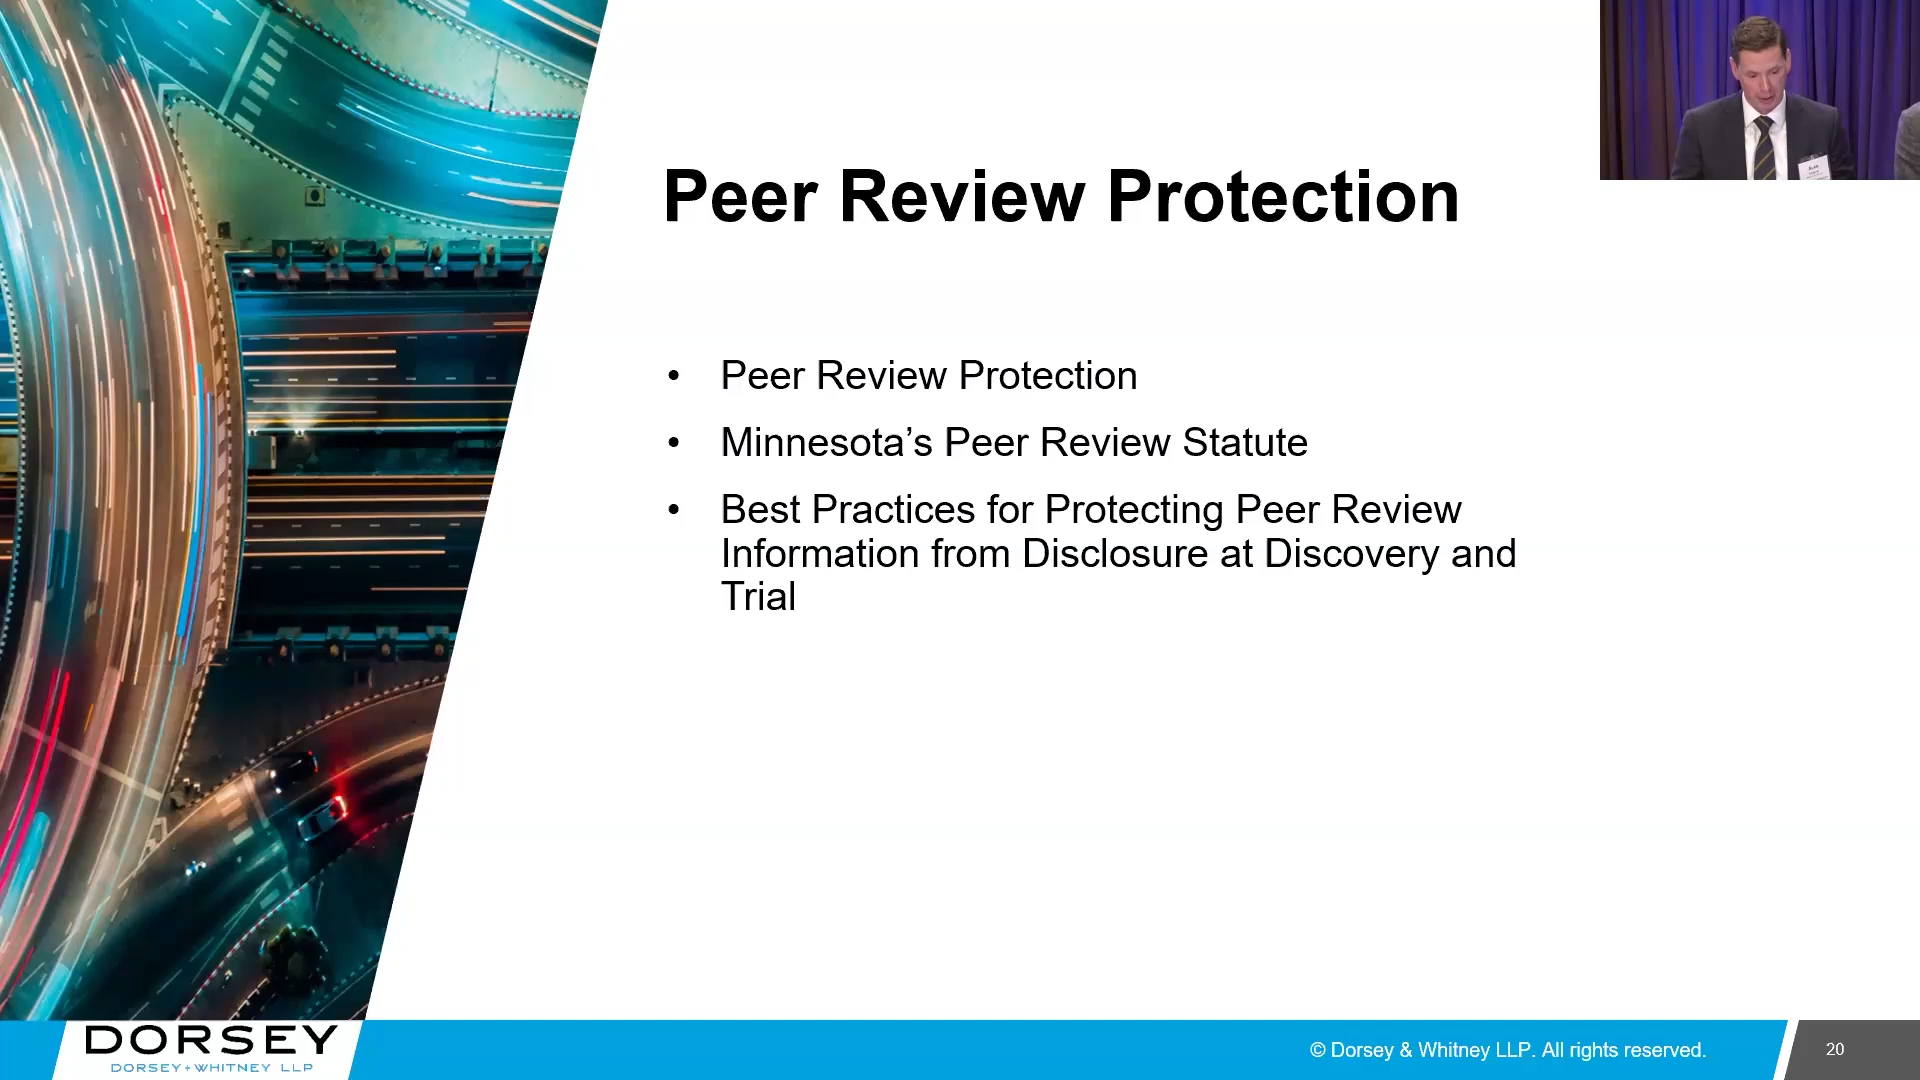 Peer Review Protection
• Peer Review Protection
• Minnesota’s Peer Review Statute
• Best Practices for Protecting Peer Review
Information from Disclosure at Discovery and
Trial
DORSEY
DORSEY + WHITNEY LLP
© Dorsey & Whitney LLP. All rights reserved.
20